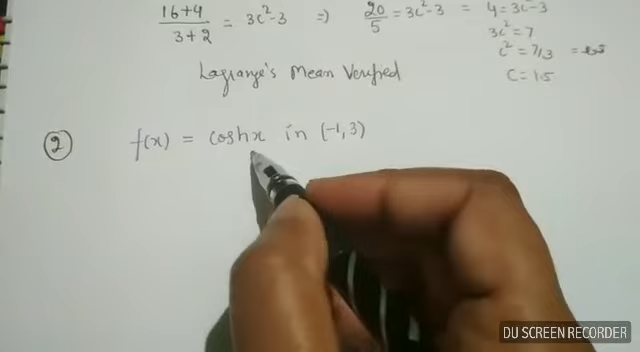 16+4 / 3+2 = 3c²-3 ⇒ 20/5 = 3c²-3 = 4 = 3c-3
3c² = 7
c² = 7/3
C = 1.5
Lagrange's Mean Verified
② f(x) = coshx in (-1,3)
DU SCREEN RECORDER